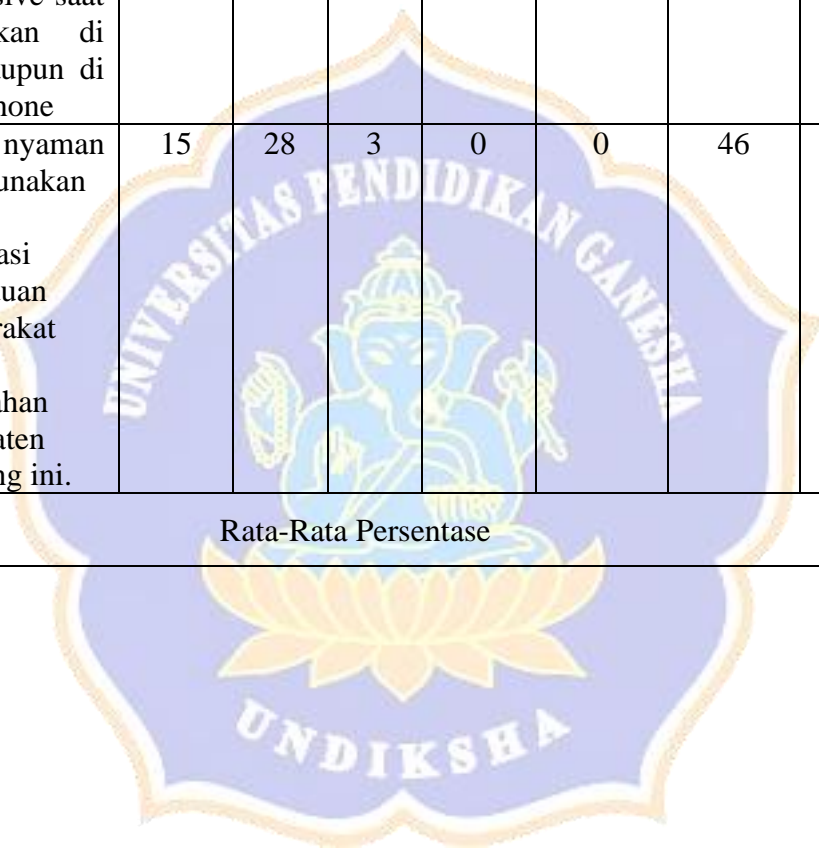 sive saat
kan di
upun di
hone
nyaman 15 28 3 0 0 46
unakan
asi
uan
rakat
ahan
aten
ng ini.
Rata-Rata Persentase
UNIVERSITAS PENDIDIKAN GANESHA
UNDIKSHA